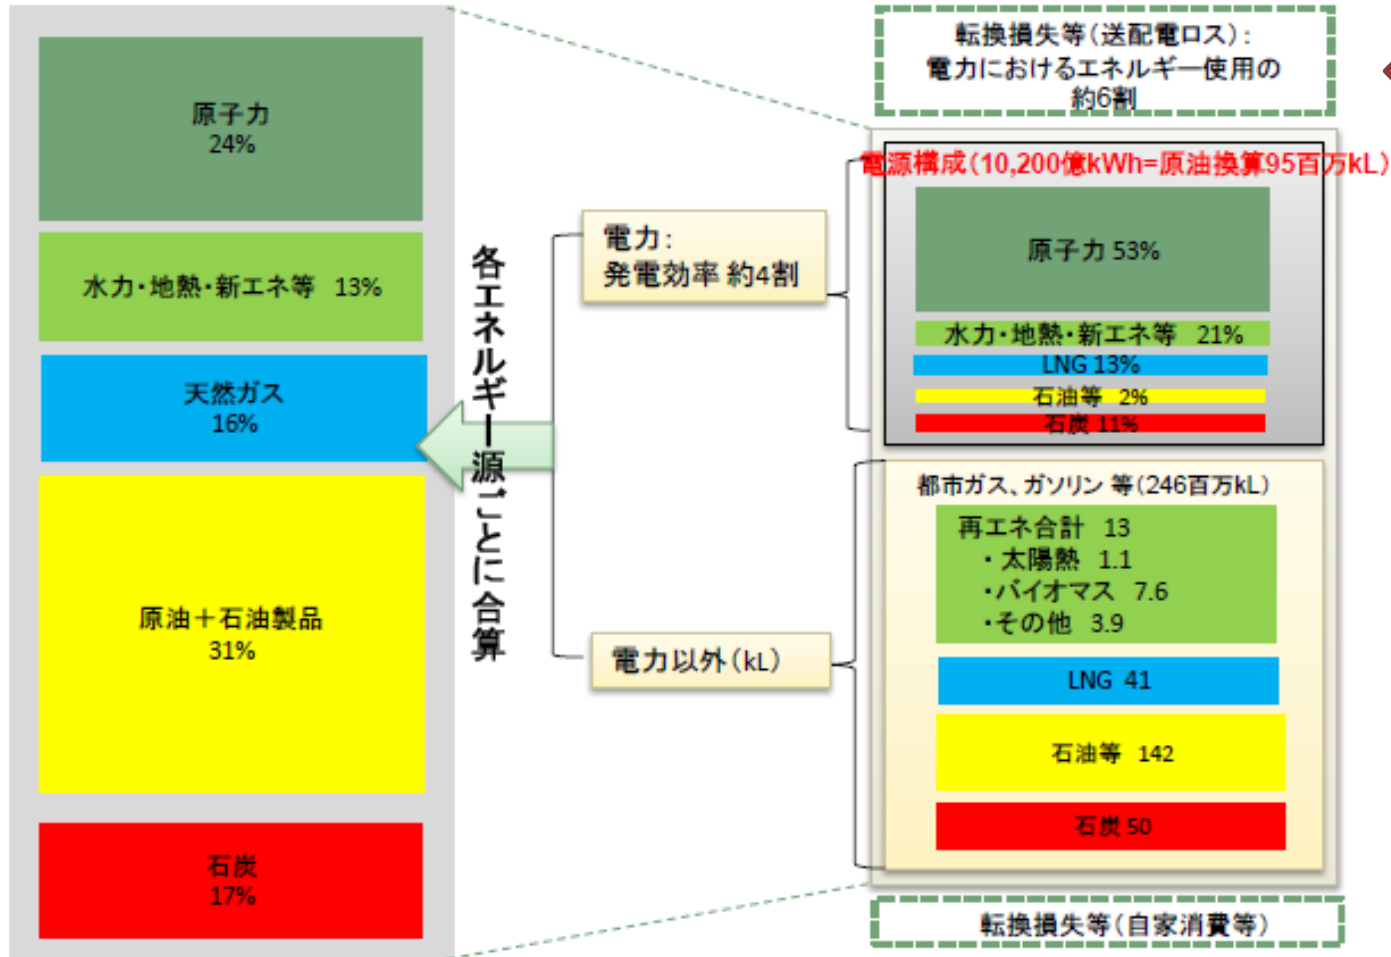 原子力
24%
水力・地熱・新エネ等 13%
天然ガス
16%
原油＋石油製品
31%
石炭
17%
各エネルギー源ごとに合算
電力：
発電効率 約4割
電力以外（kL）
転換損失等（送配電ロス）：
電力におけるエネルギー使用の
約6割
電源構成（10,200億kWh=原油換算95百万kL）
原子力 53%
水力・地熱・新エネ等 21%
LNG 13%
石油等 2%
石炭 11%
都市ガス、ガソリン 等（246百万kL）
再エネ合計 13
・太陽熱 1.1
・バイオマス 7.6
・その他 3.9
LNG 41
石油等 142
石炭 50
転換損失等（自家消費等）